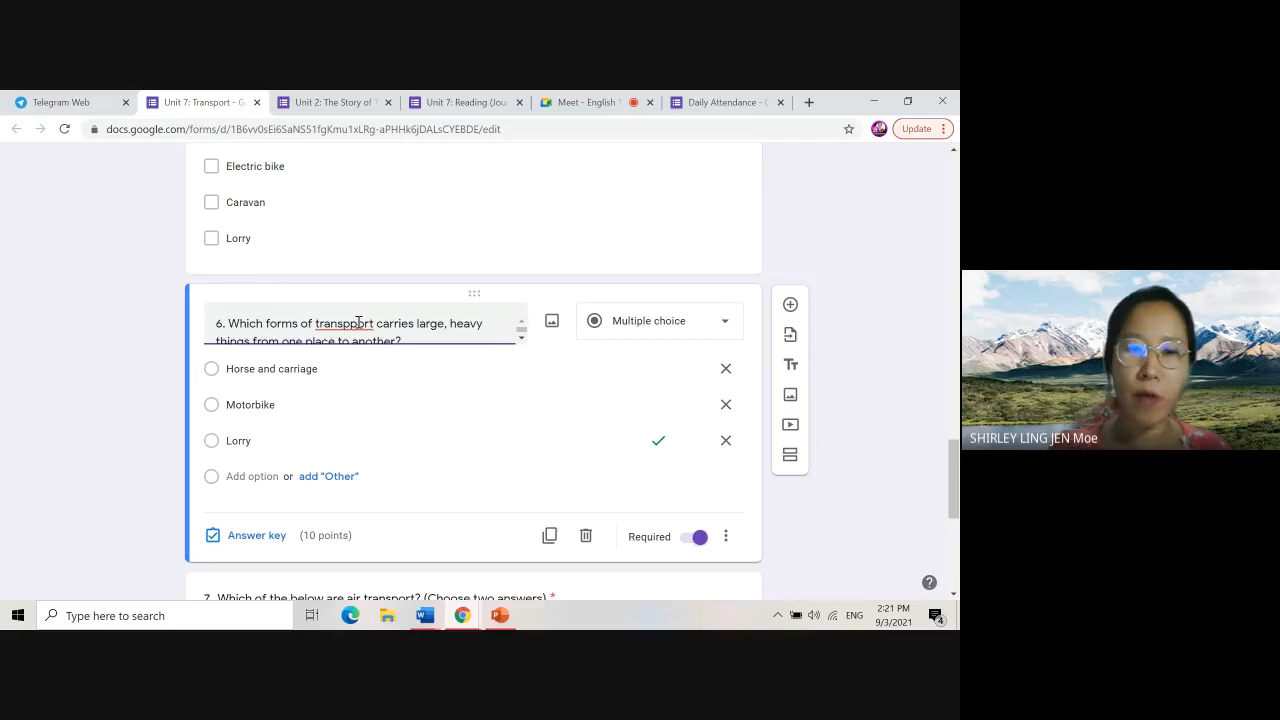 Telegram Web
Unit 7: Transport - G
Unit 2: The Story of T
Unit 7: Reading (Jou
Meet - English T
Daily Attendance - G
docs.google.com/forms/d/1B6vv0sEi6SaNS51fgKmu1xLRg-aPHHk6jDALsCYEBDE/edit
Update
Electric bike
Caravan
Lorry
6. Which forms of transpport carries large, heavy
things from one place to another?
Multiple choice
Horse and carriage
Motorbike
Lorry
Add option or add "Other"
Answer key (10 points)
Required
7. Which of the below are air transport? (Choose two answers) *
SHIRLEY LING JEN Moe
Type here to search
ENG
2:21 PM
9/3/2021
4